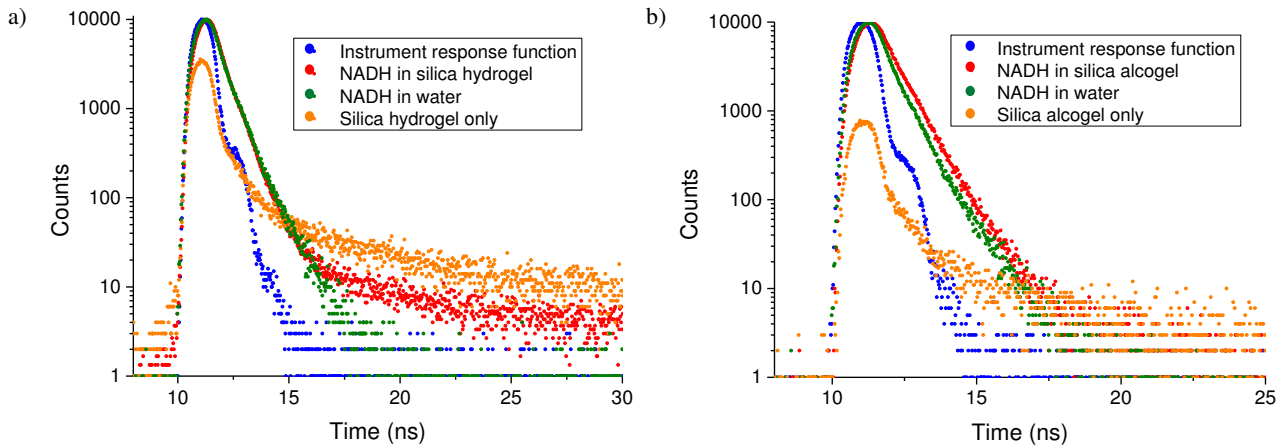 a)
10000
1000
100
10
1
Counts
Instrument response function
NADH in silica hydrogel
NADH in water
Silica hydrogel only
10 15 20 25 30
Time (ns)
b)
10000
1000
100
10
1
Counts
Instrument response function
NADH in silica alcogel
NADH in water
Silica alcogel only
10 15 20 25
Time (ns)